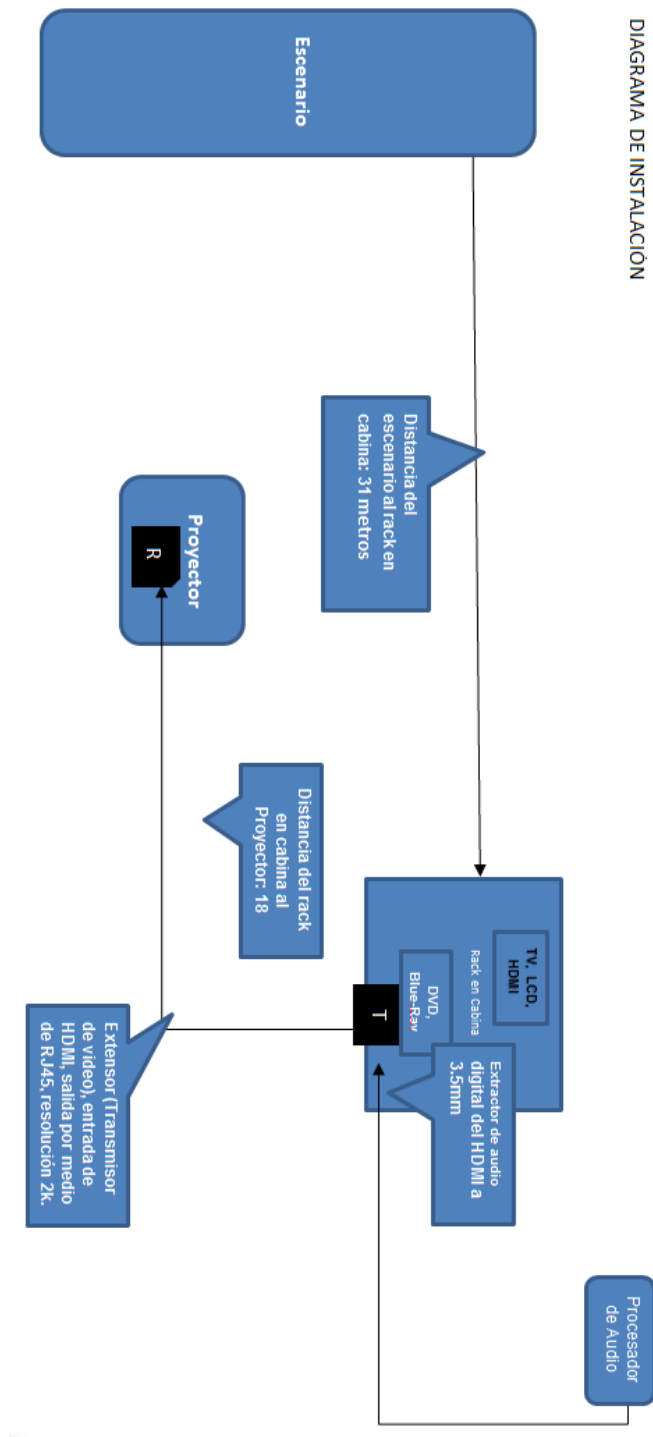 DIAGRAMA DE INSTALACIÓN
Escenario
Distancia del
escenario al rack en
cabina: 31 metros
Proyector
R
Distancia del rack
en cabina al
Proyector: 18
TV, LCD,
HDMI
Rack en Cabina
DVD,
Blue-Ray
T
Extractor de audio
digital del HDMI a
3.5mm
Extensor (Transmisor
de video), entrada de
HDMI, salida por medio
de RJ45, resolución 2k.
Procesador
de Audio